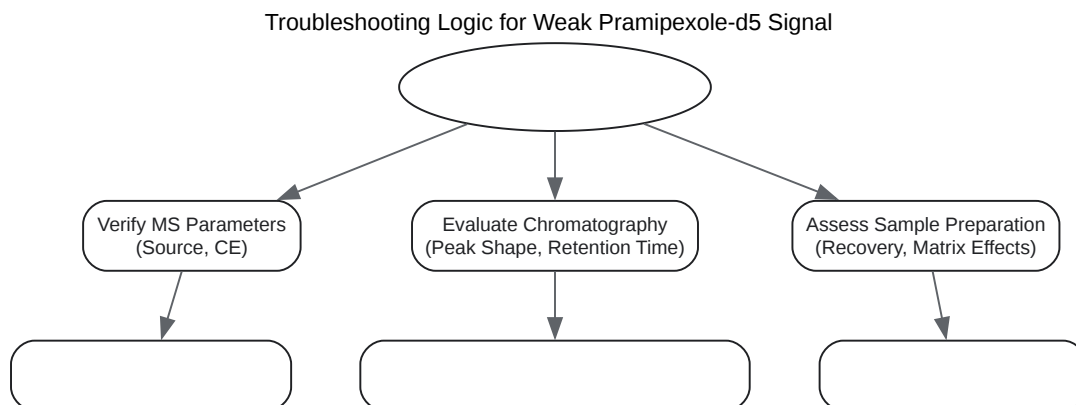 Troubleshooting Logic for Weak Pramipexole-d5 Signal
Verify MS Parameters
(Source, CE)
Evaluate Chromatography
(Peak Shape, Retention Time)
Assess Sample Preparation
(Recovery, Matrix Effects)